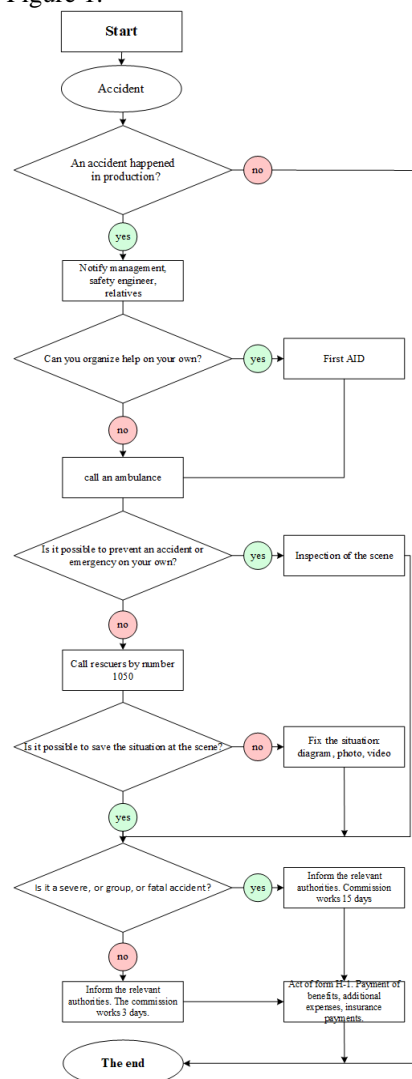 Figure 1.
Start
Accident
An accident happened
in production?
no
yes
Notify management,
safety engineer,
relatives
Can you organize help on your own?
yes
First AID
no
call an ambulance
Is it possible to prevent an accident or
emergency on your own?
yes
Inspection of the scene
no
Call rescuers by number
1050
Is it possible to save the situation at the scene?
no
Fix the situation:
diagram, photo, video
yes
Is it a severe, or group, or fatal accident?
yes
Inform the relevant
authorities. Commission
works 15 days
no
Inform the relevant
authorities. The commission
works 3 days.
Act of form H-1. Payment of
benefits, additional
expenses, insurance
payments.
The end